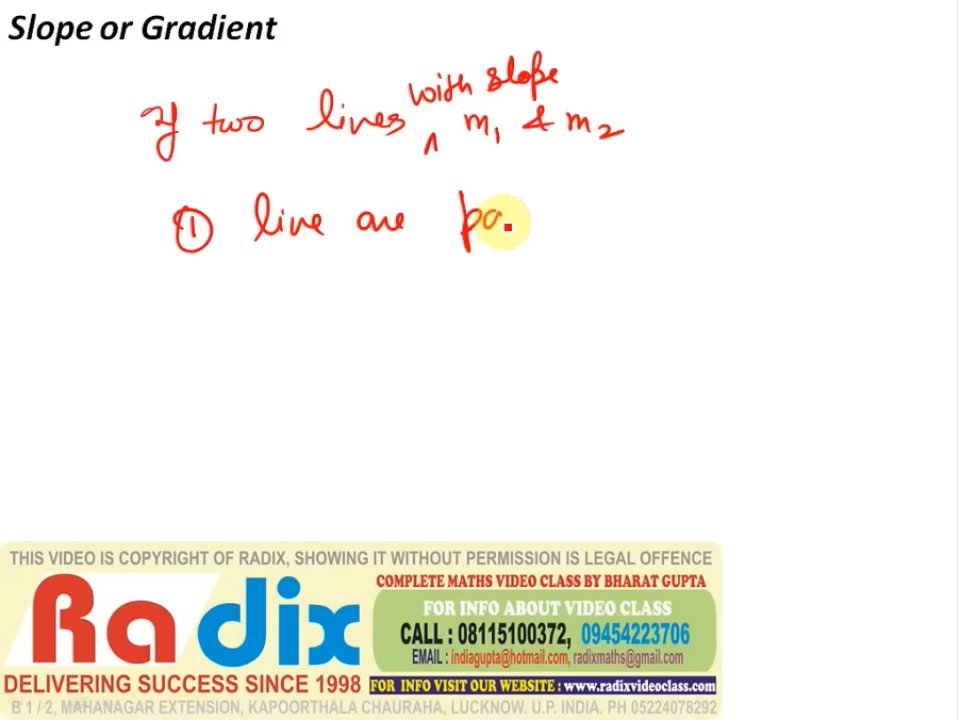 Slope or Gradient
with slope
If two lines ^ m1 & m2
① line are pa
THIS VIDEO IS COPYRIGHT OF RADIX, SHOWING IT WITHOUT PERMISSION IS LEGAL OFFENCE
Radix
COMPLETE MATHS VIDEO CLASS BY BHARAT GUPTA
FOR INFO ABOUT VIDEO CLASS
CALL : 08115100372, 09454223706
EMAIL : indiagupta@hotmail.com, radixmaths@gmail.com
DELIVERING SUCCESS SINCE 1998
FOR INFO VISIT OUR WEBSITE : www.radixvideoclass.com
B 1 / 2, MAHANAGAR EXTENSION, KAPOORTHALA CHAURAHA, LUCKNOW. U.P. INDIA. PH 05224078292